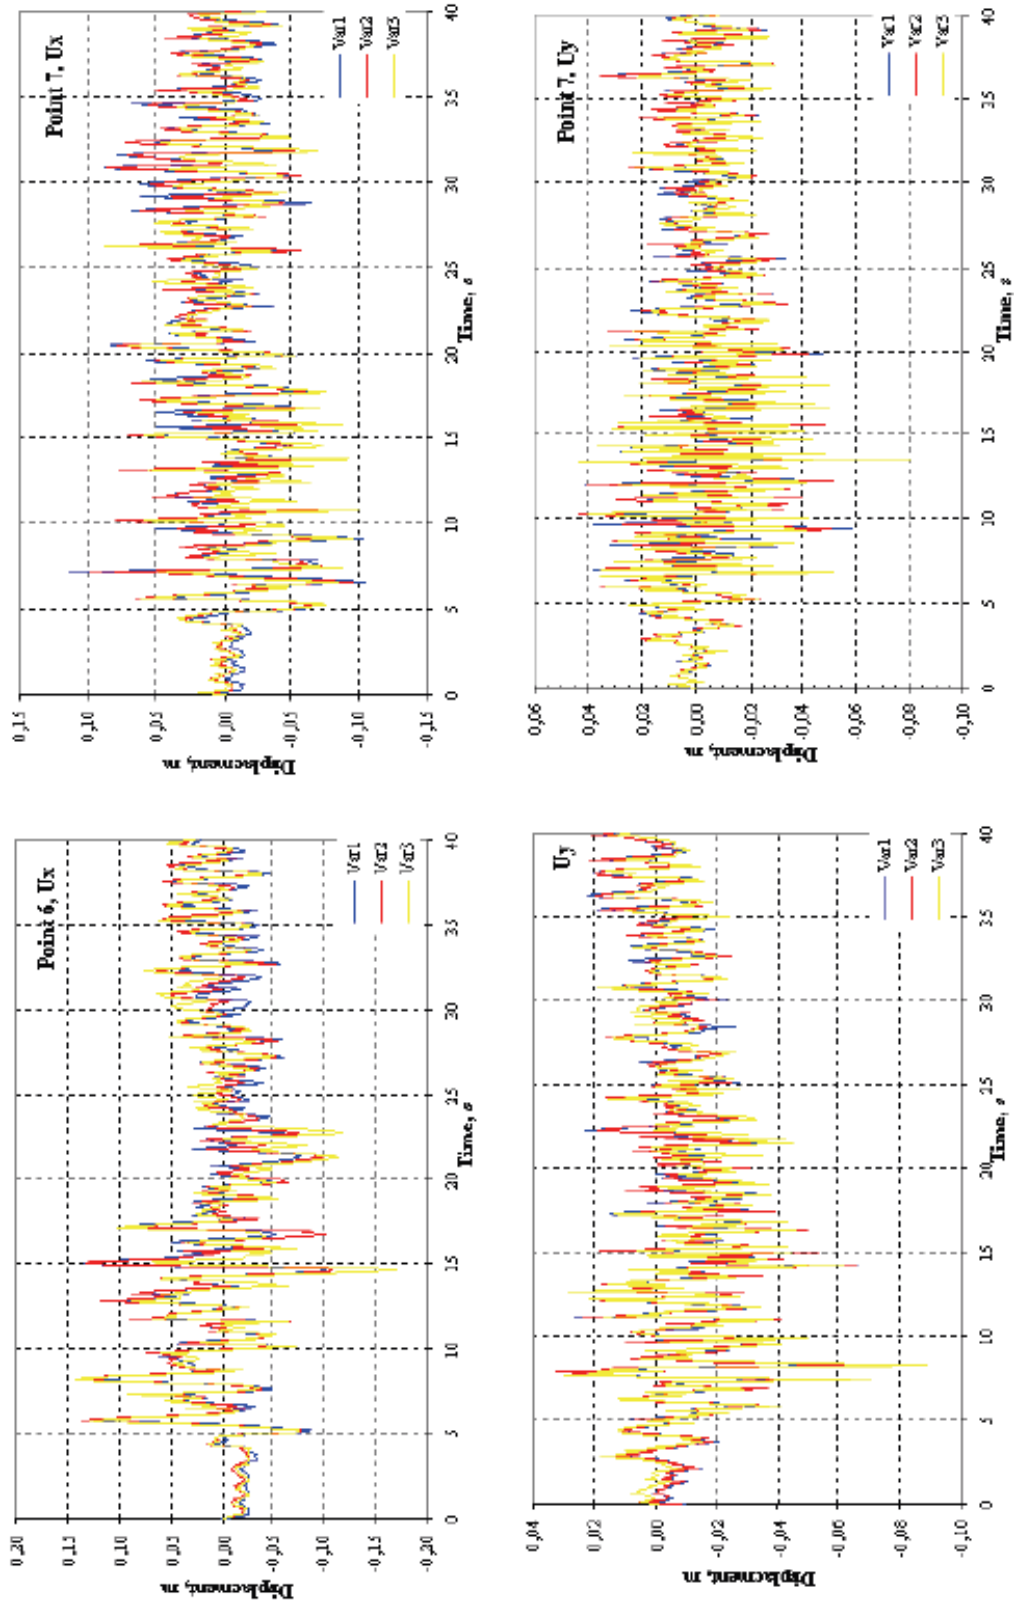 Point 6, Ux
0,20
0,15
0,10
0,05
0,00
-0,05
-0,10
-0,15
-0,20
Displacement, m
0
5
10
15
20
25
30
35
40
Time, s
Var1
Var2
Var3
Point 7, Ux
0,15
0,10
0,05
0,00
-0,05
-0,10
-0,15
Displacement, m
0
5
10
15
20
25
30
35
40
Time, s
Var1
Var2
Var3
Uy
0,04
0,02
0,00
-0,02
-0,04
-0,06
-0,08
-0,10
Displacement, m
0
5
10
15
20
25
30
35
40
Time, s
Var1
Var2
Var3
Point 7, Uy
0,06
0,04
0,02
0,00
-0,02
-0,04
-0,06
-0,08
-0,10
Displacement, m
0
5
10
15
20
25
30
35
40
Time, s
Var1
Var2
Var3